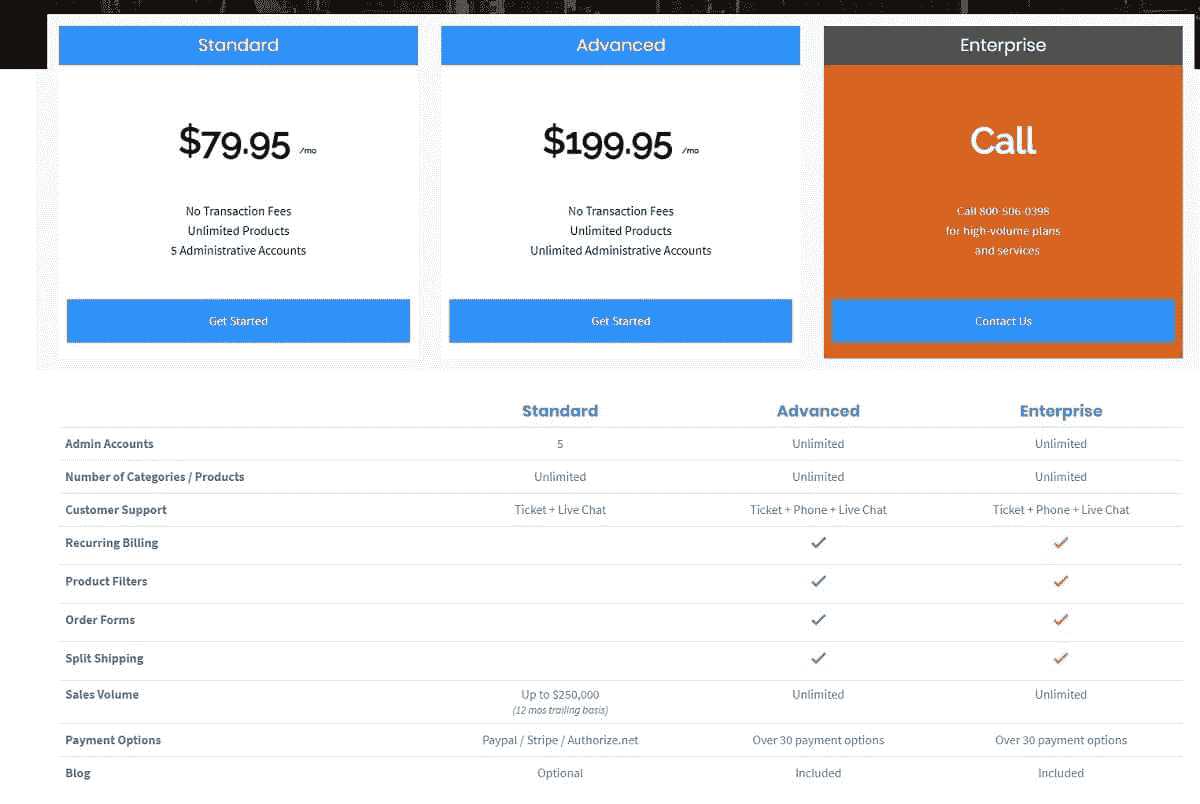 Standard
$79.95 /mo
No Transaction Fees
Unlimited Products
5 Administrative Accounts
Get Started
Advanced
$199.95 /mo
No Transaction Fees
Unlimited Products
Unlimited Administrative Accounts
Get Started
Enterprise
Call
Call 800-506-0398
for high-volume plans
and services
Contact Us
Standard Advanced Enterprise
Admin Accounts 5 Unlimited Unlimited
Number of Categories / Products Unlimited Unlimited Unlimited
Customer Support Ticket + Live Chat Ticket + Phone + Live Chat Ticket + Phone + Live Chat
Recurring Billing ✓ ✓
Product Filters ✓ ✓
Order Forms ✓ ✓
Split Shipping ✓ ✓
Sales Volume Up to $250,000 Unlimited Unlimited
(12 mos trailing basis)
Payment Options Paypal / Stripe / Authorize.net Over 30 payment options Over 30 payment options
Blog Optional Included Included